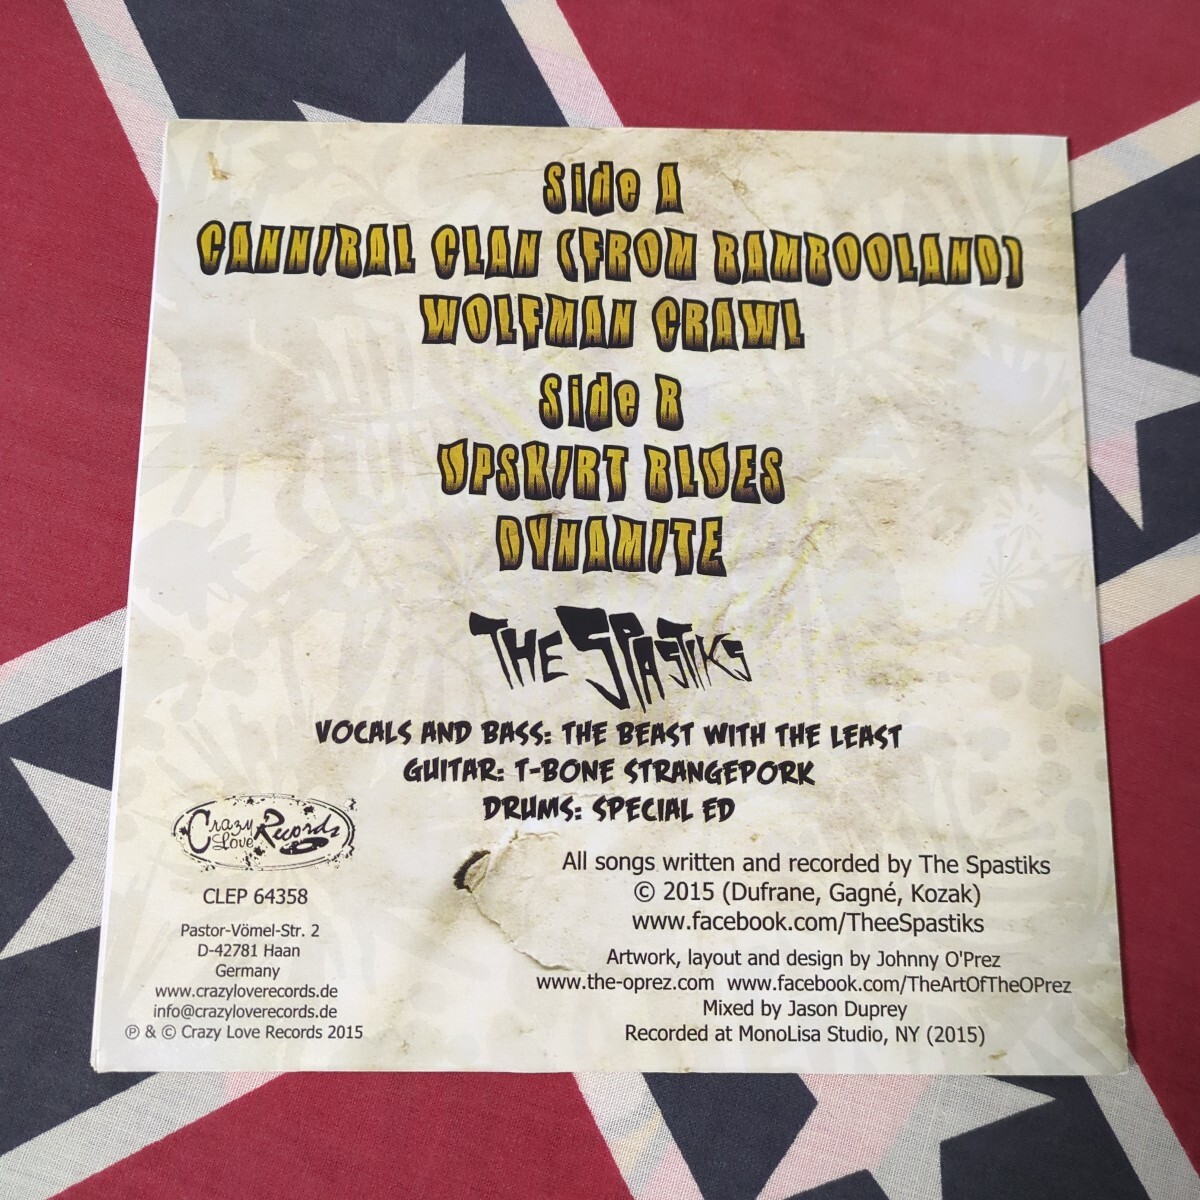 Side A
CANNIBAL CLAN (FROM BAMBOOLAND)
WOLFMAN CRAWL
Side B
UPSKIRT BLUES
DYNAMITE
THE SPASTIKS
VOCALS AND BASS: THE BEAST WITH THE LEAST
GUITAR: T-BONE STRANGEPORK
DRUMS: SPECIAL ED
Crazy Love Records
CLEP 64358
Pastor-Vömel-Str. 2
D-42781 Haan
Germany
www.crazyloverecords.de
info@crazyloverecords.de
℗ & © Crazy Love Records 2015
All songs written and recorded by The Spastiks
© 2015 (Dufrane, Gagné, Kozak)
www.facebook.com/TheeSpastiks
Artwork, layout and design by Johnny O'Prez
www.the-oprez.com www.facebook.com/TheArtOfTheOPrez
Mixed by Jason Duprey
Recorded at MonoLisa Studio, NY (2015)